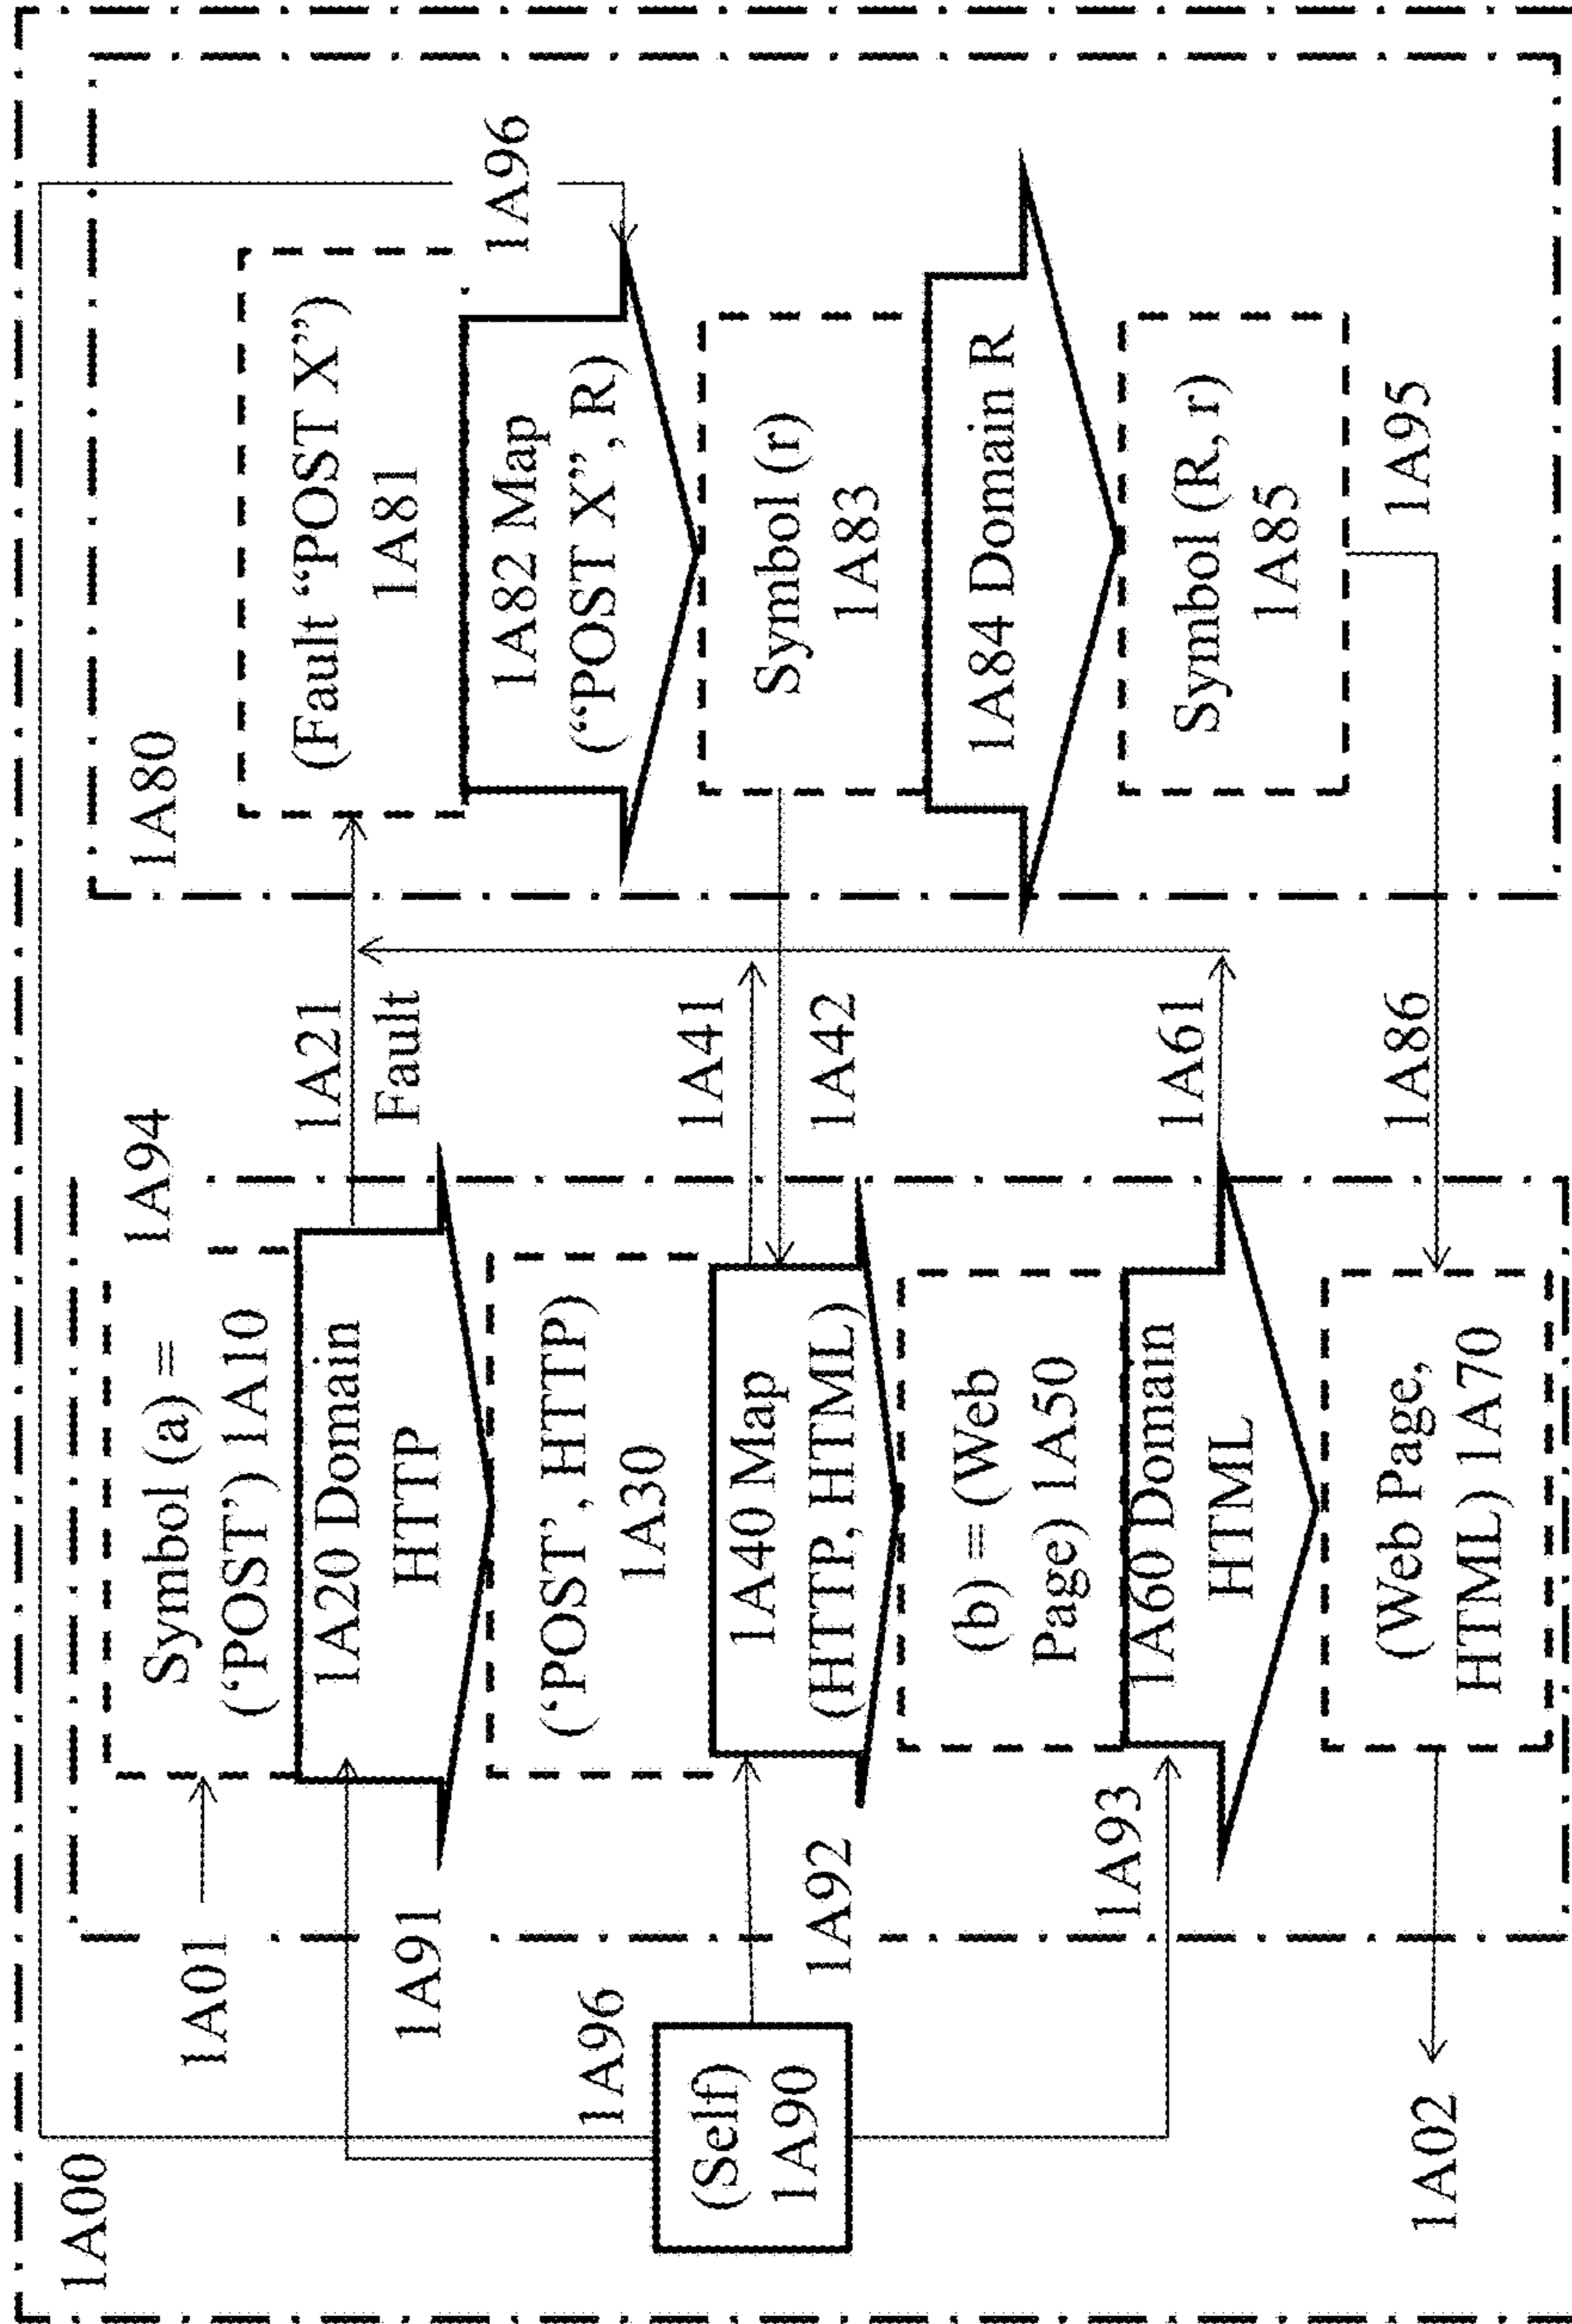 1A00
1A01
1A94
Symbol (a) =
(‘POST’) 1A10
1A20 Domain
HTTP
1A91
1A21
Fault
(‘POST’, HTTP)
1A30
1A96
(Self)
1A90
1A40 Map
(HTTP, HTML)
1A92
1A41
1A42
(b) = (Web
Page) 1A50
1A60 Domain
HTML
1A93
1A61
(Web Page,
HTML) 1A70
1A02
1A86
1A80
(Fault “POST X”)
1A81
1A96
1A82 Map
(“POST X”, R)
Symbol (r)
1A83
1A84 Domain R
Symbol (R, r)
1A85
1A95